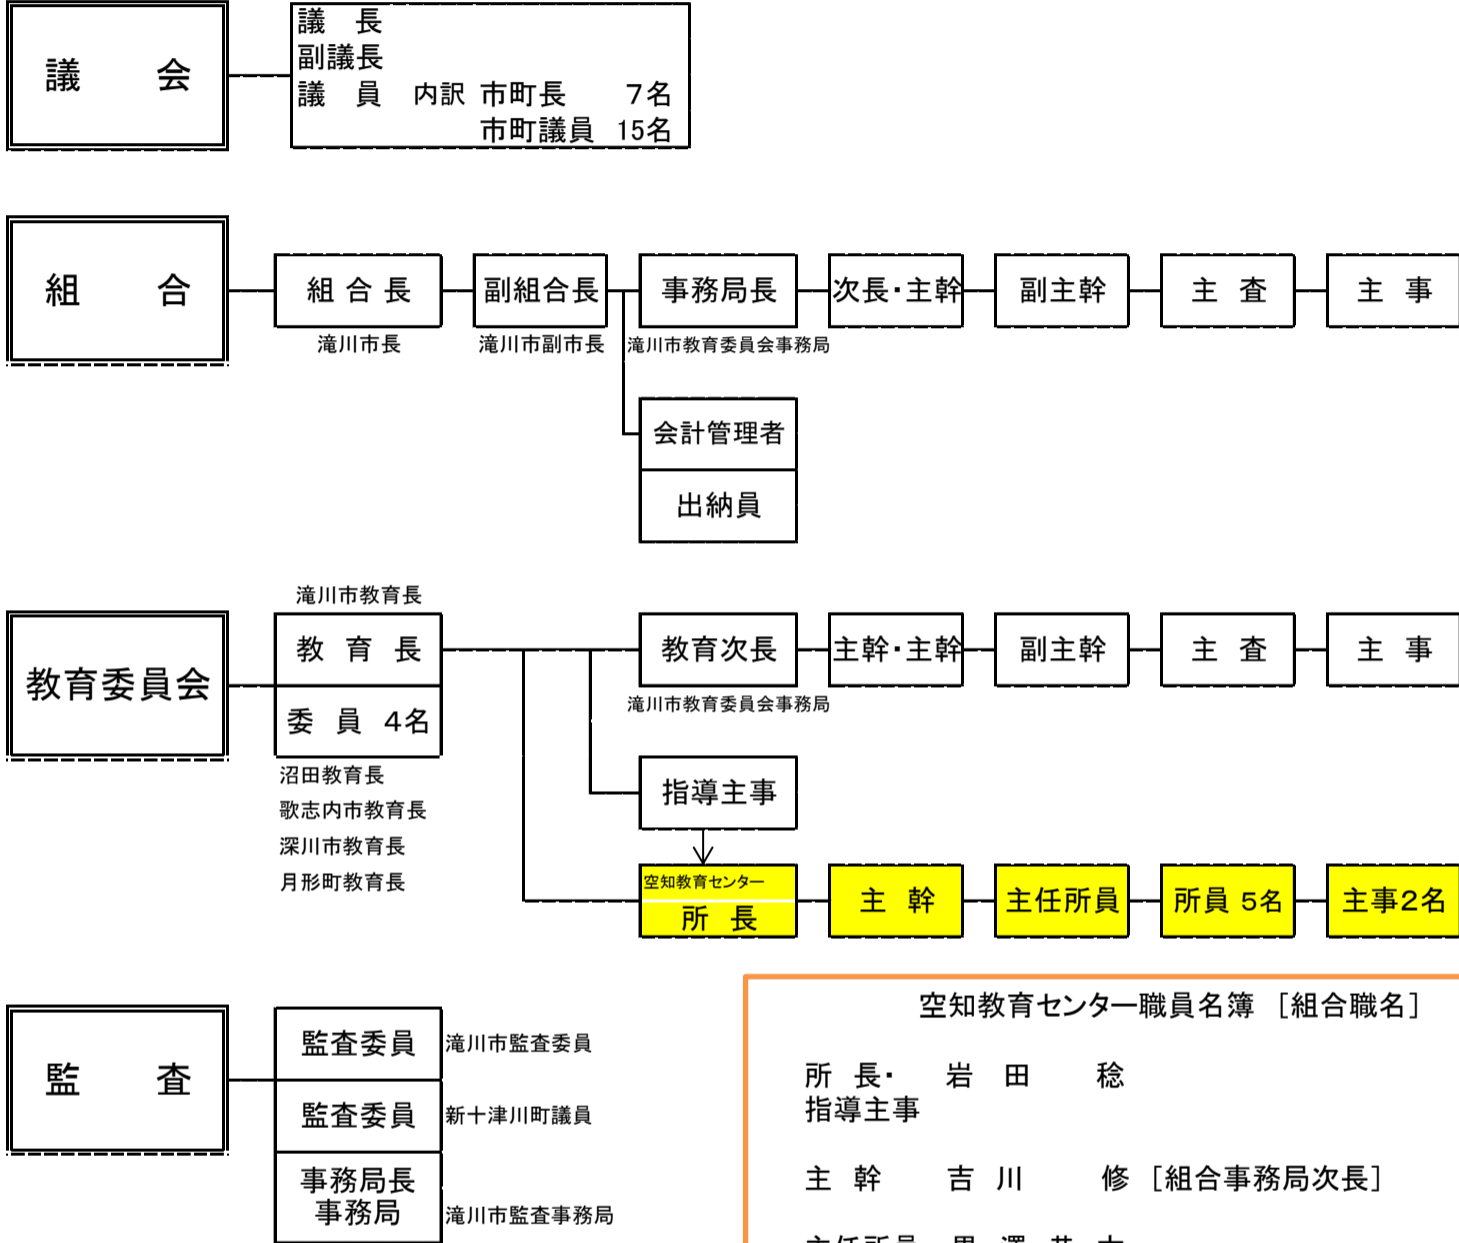 議　会
議　長
副議長
議　員　内訳 市町長　7名
市町議員 15名
組　合
組 合 長
副組合長
事務局長
次長・主幹
副主幹
主 査
主 事
滝川市長
滝川市副市長
滝川市教育委員会事務局
会計管理者
出納員
滝川市教育長
教育委員会
教 育 長
教育次長
主幹・主幹
副主幹
主 査
主 事
委 員 4名
滝川市教育委員会事務局
沼田教育長
歌志内市教育長
深川市教育長
月形町教育長
指導主事
空知教育センター
所 長
主 幹
主任所員
所員 5名
主事2名
監　査
監査委員
滝川市監査委員
監査委員
新十津川町議員
事務局長
事務局
滝川市監査事務局
空知教育センター職員名簿 [組合職名]
所 長・ 岩 田 稔
指導主事
主 幹 吉 川 修 [組合事務局次長]
主任所員